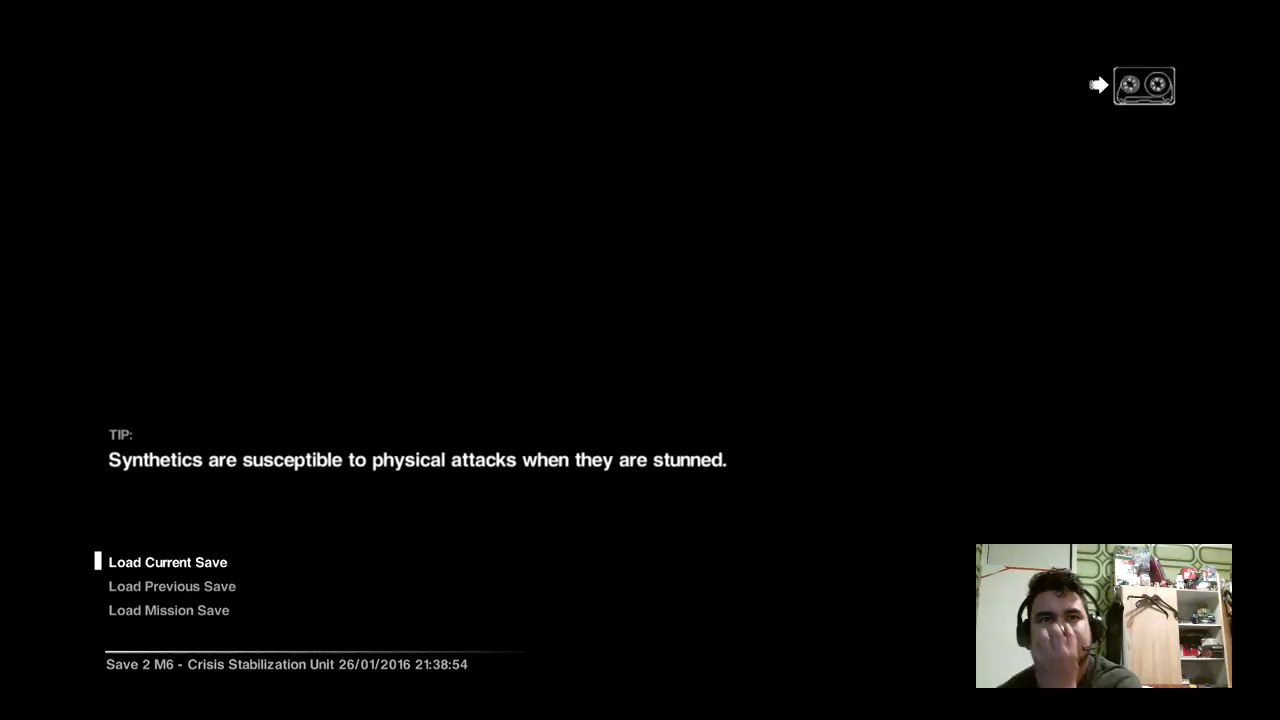 TIP:
Synthetics are susceptible to physical attacks when they are stunned.
Load Current Save
Load Previous Save
Load Mission Save
Save 2 M6 - Crisis Stabilization Unit 26/01/2016 21:38:54